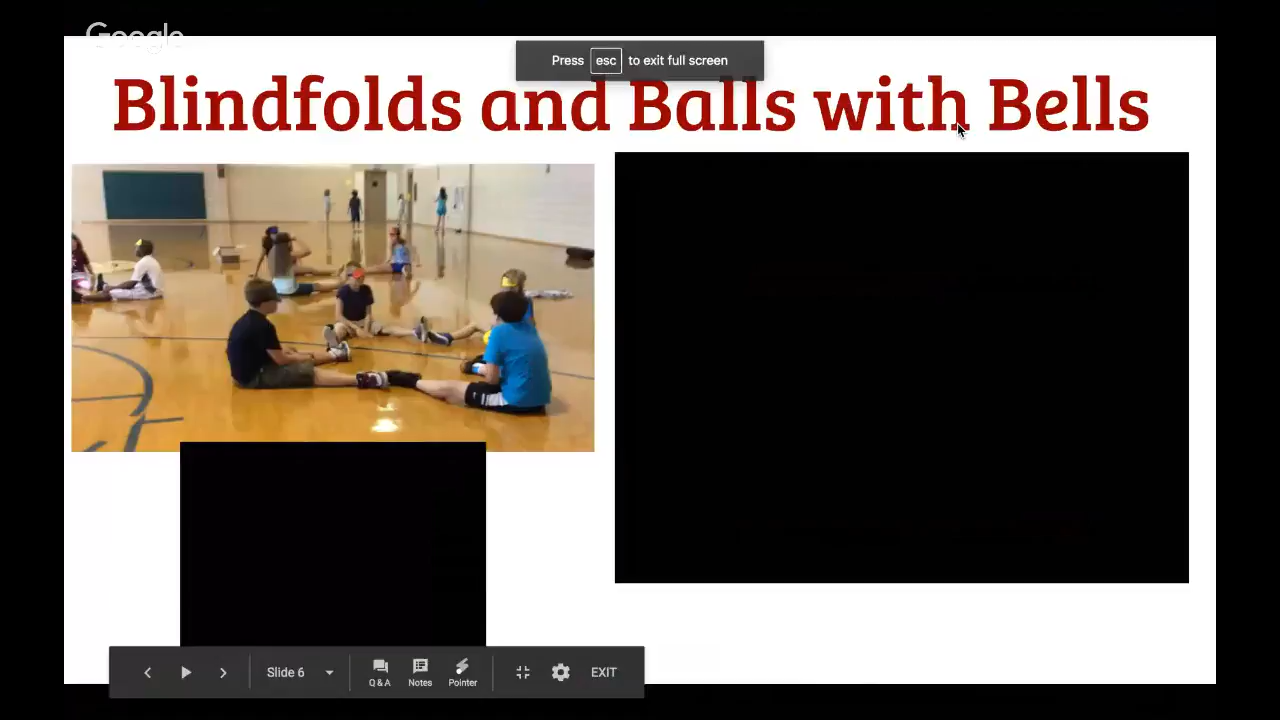 Google
Press esc to exit full screen
Blindfolds and Balls with Bells
Slide 6
Q & A
Notes
Pointer
EXIT